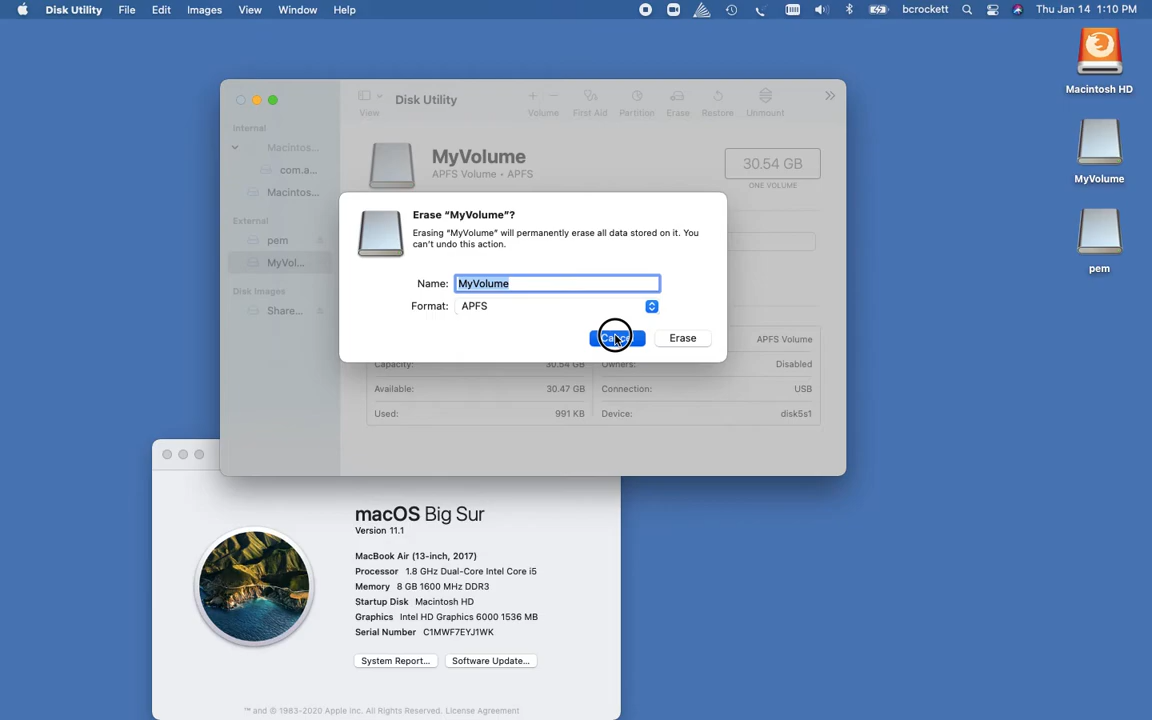 Disk Utility File Edit Images View Window Help
bcrockett Thu Jan 14 1:10 PM
Macintosh HD
MyVolume
pem
Disk Utility
View
Volume First Aid Partition Erase Restore Unmount
Internal
Macintos...
com.a...
Macintos...
External
pem
MyVol...
Disk Images
Share...
MyVolume
APFS Volume • APFS
30.54 GB
ONE VOLUME
Erase “MyVolume”?
Erasing “MyVolume” will permanently erase all data stored on it. You
can’t undo this action.
Name: MyVolume
Format: APFS
Erase
APFS Volume
Capacity: 30.54 GB Owners: Disabled
Available: 30.47 GB Connection: USB
Used: 991 KB Device: disk5s1
macOS Big Sur
Version 11.1
MacBook Air (13-inch, 2017)
Processor 1.8 GHz Dual-Core Intel Core i5
Memory 8 GB 1600 MHz DDR3
Startup Disk Macintosh HD
Graphics Intel HD Graphics 6000 1536 MB
Serial Number C1MWF7EYJ1WK
System Report... Software Update...
™ and © 1983-2020 Apple Inc. All Rights Reserved. License Agreement